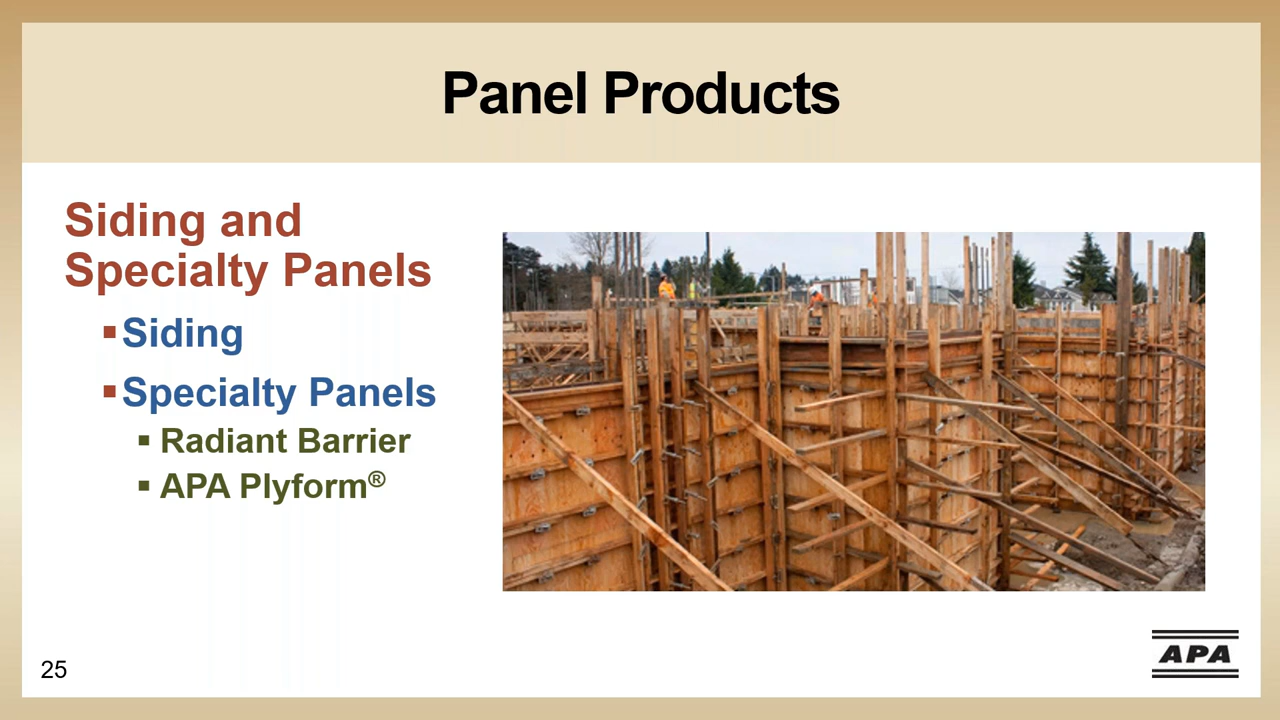 Panel Products
Siding and
Specialty Panels
Siding
Specialty Panels
Radiant Barrier
APA Plyform®
25
APA